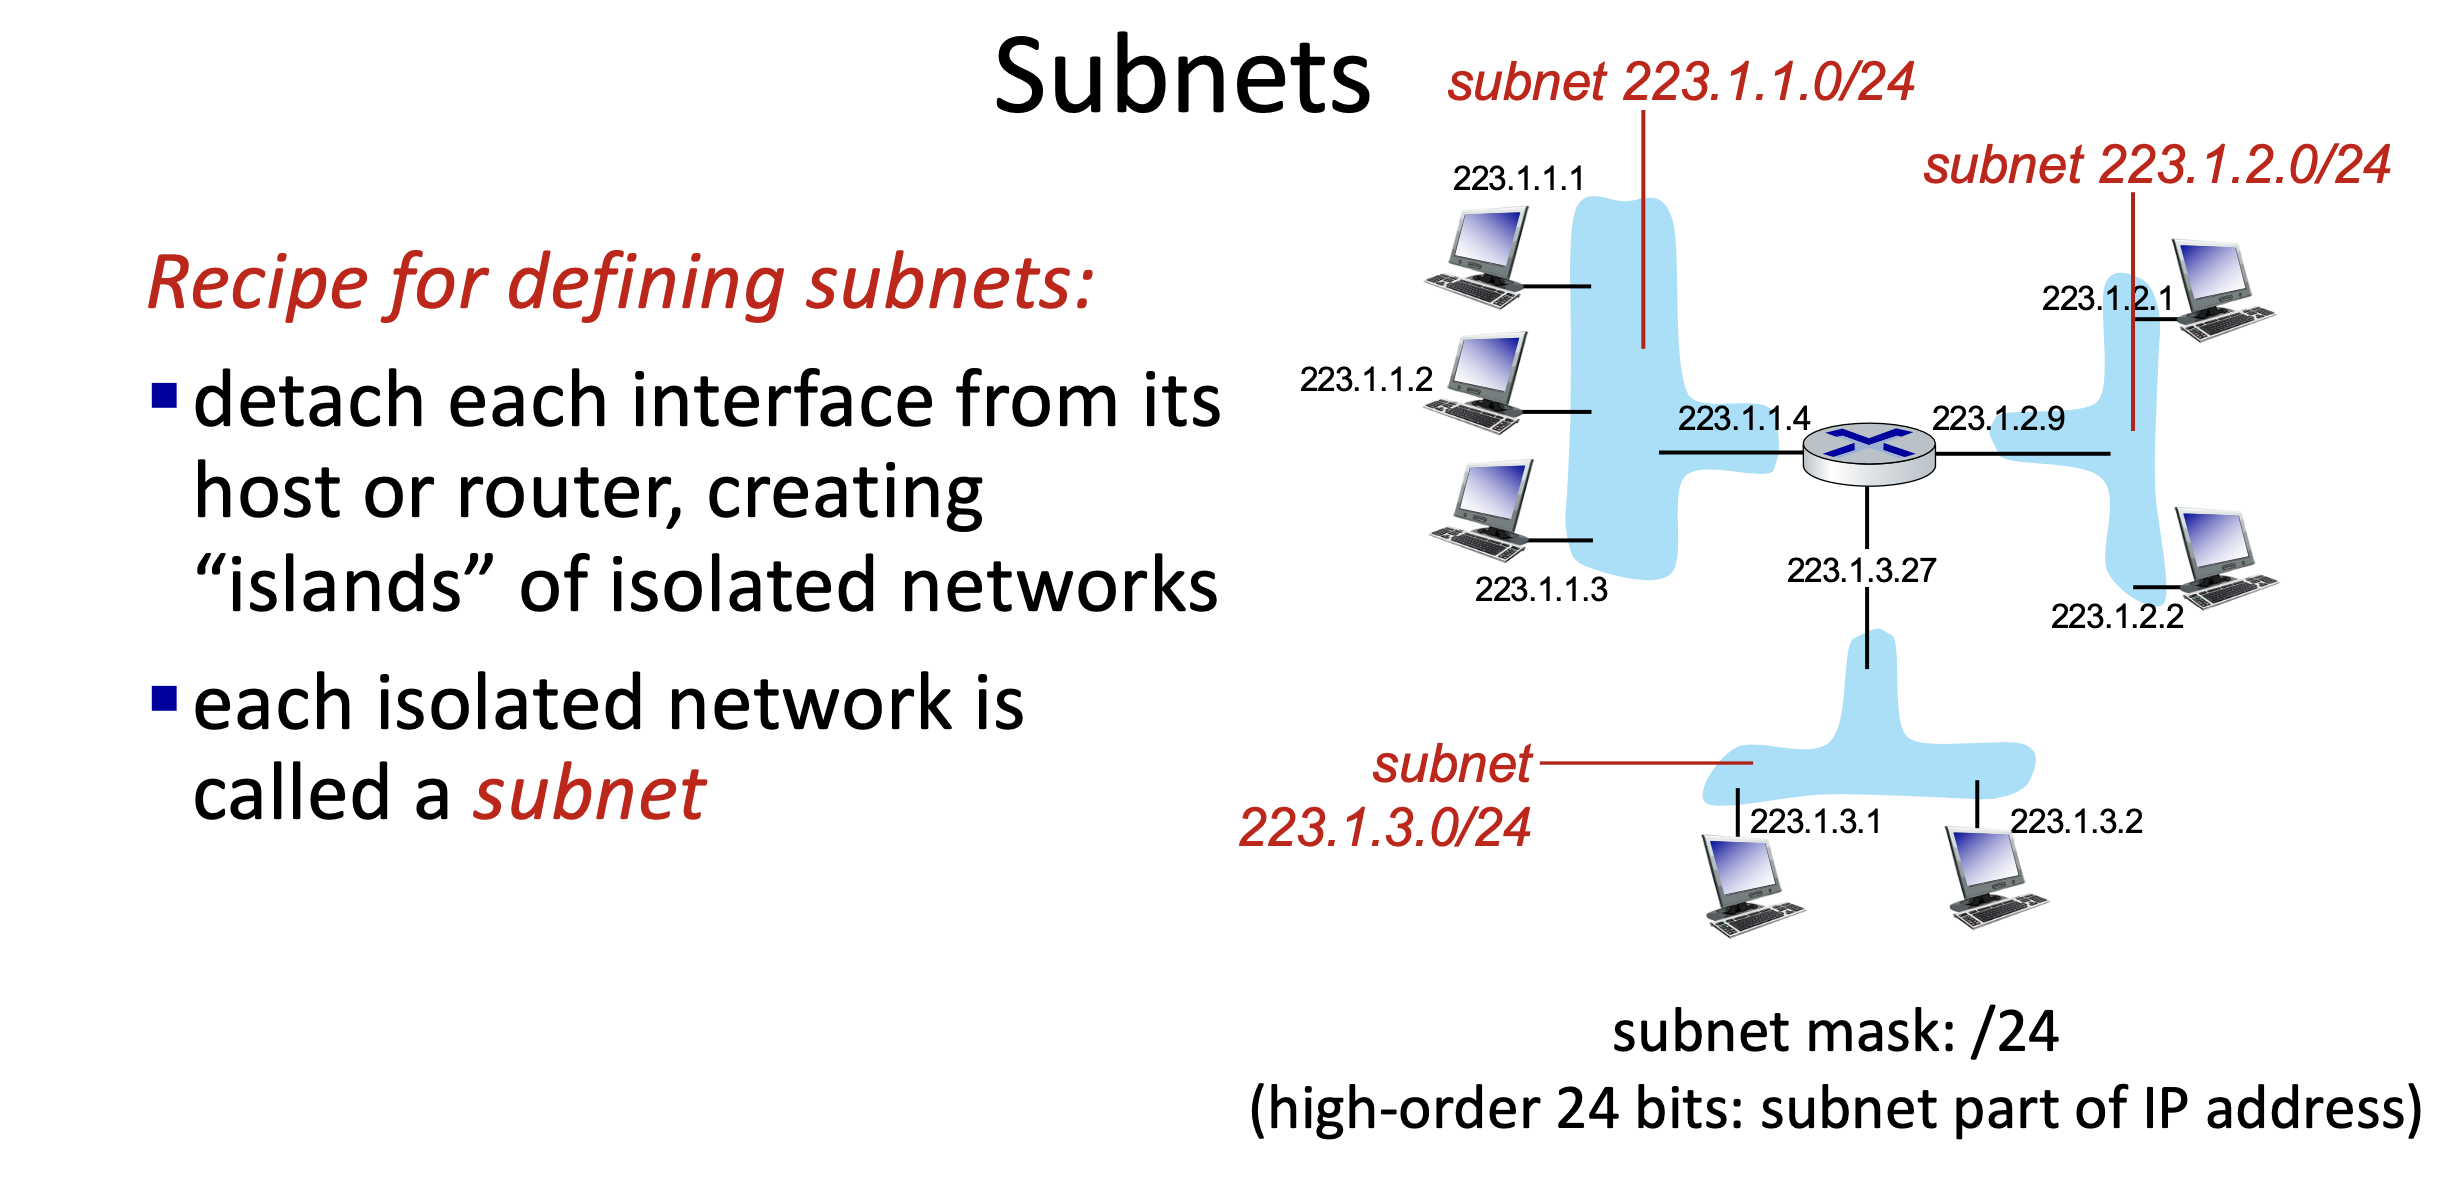 Subnets
Recipe for defining subnets:
▪ detach each interface from its
host or router, creating
“islands” of isolated networks
▪ each isolated network is
called a subnet
subnet 223.1.1.0/24
subnet 223.1.2.0/24
223.1.1.1
223.1.1.2
223.1.1.3
223.1.1.4
223.1.2.9
223.1.2.1
223.1.2.2
223.1.3.27
subnet
223.1.3.0/24
223.1.3.1
223.1.3.2
subnet mask: /24
(high-order 24 bits: subnet part of IP address)